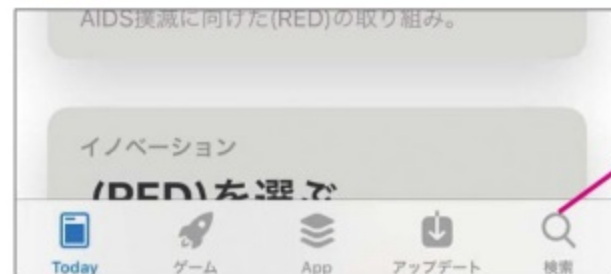 AIDS撲滅に向けた(RED)の取り組み。
イノベーション
(RED)を選ぶ
Today ゲーム App アップデート 検索